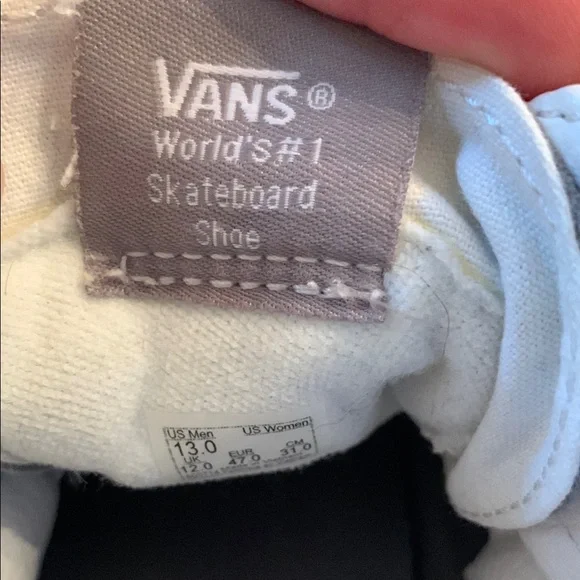 VANS®
World's #1
Skateboard
Shoe
US Men US Women
13.0
UK EUR CM
12.0 47.0 31.0